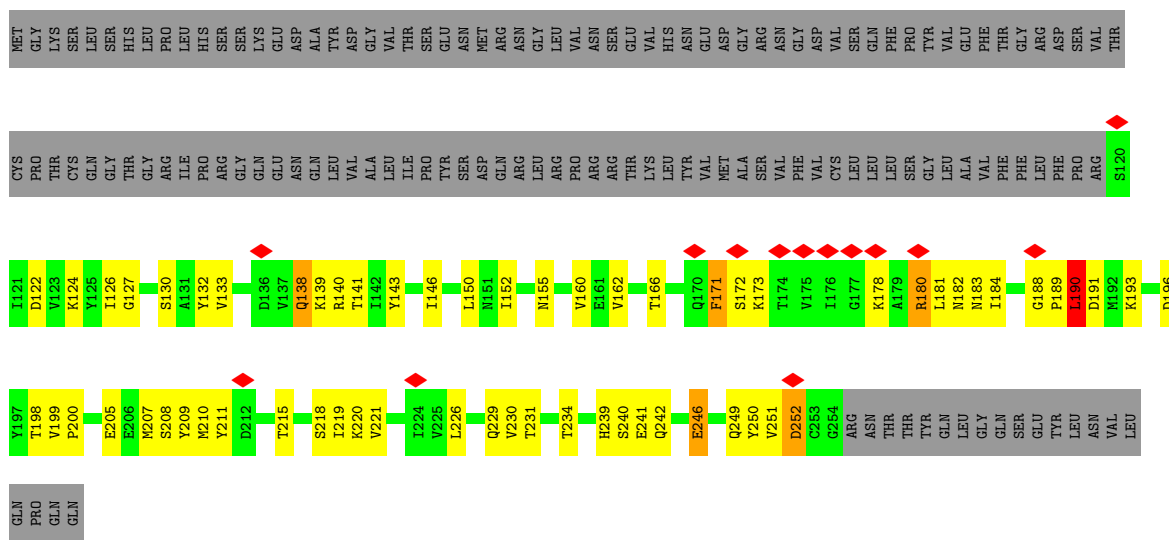 MET GLY LYS SER LEU SER HIS LEU PRO LEU HIS SER SER LYS GLU ASP ALA TYR ASP GLY VAL THR SER GLU ASN MET ARG ASN GLY LEU VAL ASN SER GLU VAL HIS ASN GLU ASP GLY ARG ASN GLY ASP VAL SER GLN PHE PRO TYR VAL GLU PHE THR GLY ARG ASP SER VAL THR
CYS PRO THR CYS GLN GLY THR GLY ARG ILE PRO ARG GLY GLN GLU ASN GLN LEU VAL ALA LEU ILE PRO TYR SER ASP GLN ARG LEU ARG PRO ARG ARG THR LYS LEU TYR VAL MET ALA SER VAL PHE VAL CYS LEU LEU LEU SER GLY LEU ALA VAL PHE PHE LEU PHE PRO ARG S120
I121 D122 V123 K124 Y125 I126 G127 S130 A131 Y132 V133 D136 V137 Q138 K139 R140 T141 I142 Y143 I146 L150 N151 I152 N155 V160 E161 V162 T166 Q170 F171 S172 K173 T174 V175 I176 G177 K178 A179 R180 L181 N182 N183 I184 G188 P189 L190 D191 M192 K193 D196
Y197 T198 V199 P200 E205 E206 M207 S208 Y209 M210 Y211 D212 T215 S218 I219 K220 V221 I224 V225 L226 Q229 V230 T231 T234 H239 S240 E241 Q242 E246 Q249 Y250 V251 D252 C253 G254 ARG ASN THR THR TYR GLN LEU GLY GLN SER GLU TYR LEU ASN VAL LEU
GLN PRO GLN GLN